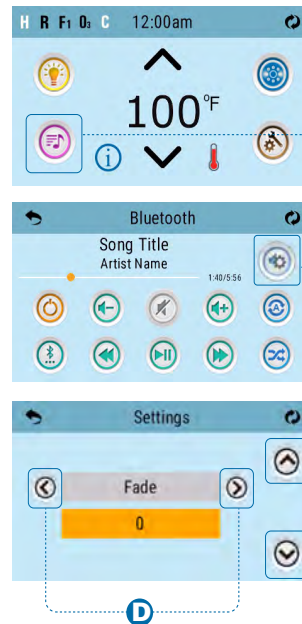 H R F1 O3 C 12:00am
100°F
i
Bluetooth
Song Title
Artist Name
1:40/5:56
A
Settings
Fade
0
D